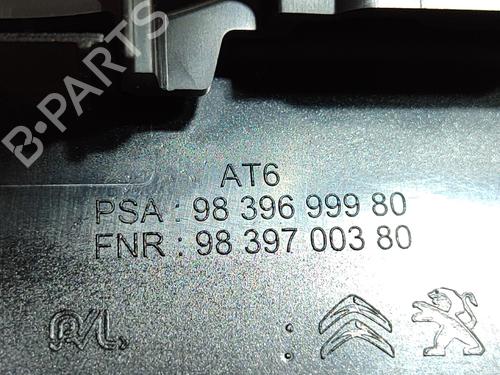 B-PARTS
AT6
PSA : 98 396 999 80
FNR : 98 397 003 80